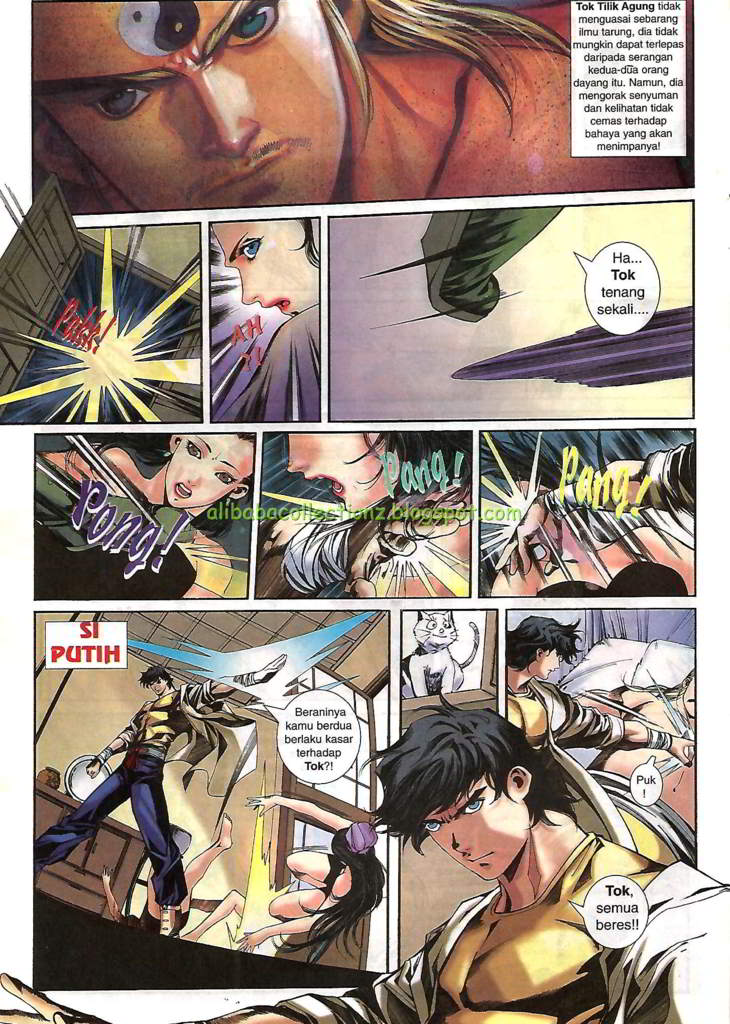 Tok Tilik Agung tidak
menguasai sebarang
ilmu tarung, dia tidak
mungkin dapat terlepas
daripada serangan
kedua-dua orang
dayang itu. Namun, dia
mengorak senyuman
dan kelihatan tidak
cemas terhadap
bahaya yang akan
menimpanya!
AH
?!
Ha...
Tok
tenang
sekali....
Pong!
Pang!
Pang!
alibabacollectionz.blogspot.com
SI
PUTIH
Beraninya
kamu berdua
berlaku kasar
terhadap
Tok?!
Puk
!
Tok,
semua
beres!!